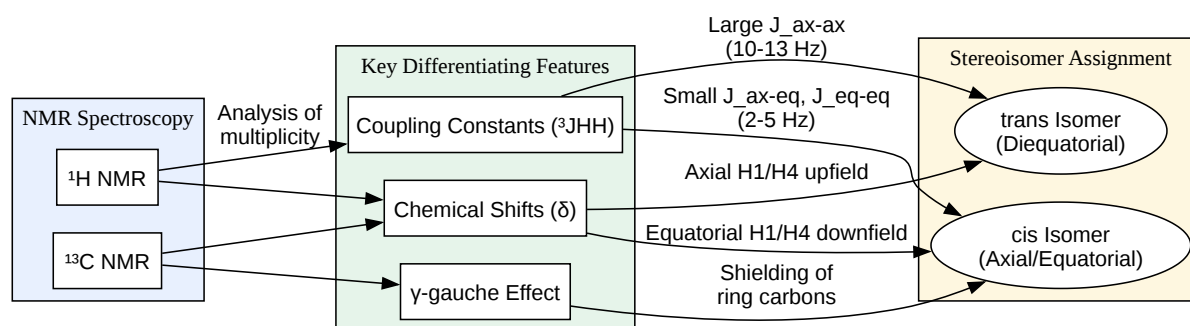 NMR Spectroscopy
¹H NMR
¹³C NMR
Analysis of
multiplicity
Key Differentiating Features
Coupling Constants (³JHH)
Chemical Shifts (δ)
γ-gauche Effect
Large J_ax-ax
(10-13 Hz)
Small J_ax-eq, J_eq-eq
(2-5 Hz)
Axial H1/H4 upfield
Equatorial H1/H4 downfield
Shielding of
ring carbons
Stereoisomer Assignment
trans Isomer
(Diequatorial)
cis Isomer
(Axial/Equatorial)